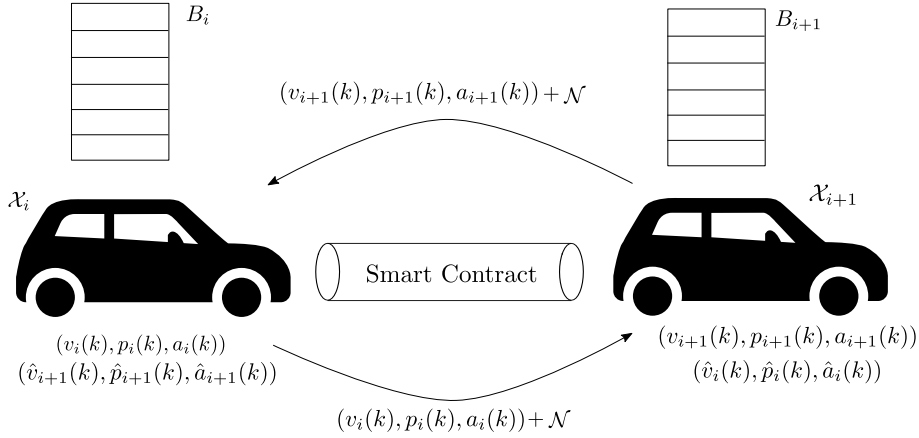 B_i
B_{i+1}
(v_{i+1}(k), p_{i+1}(k), a_{i+1}(k)) + 𝒩
𝒳_i
𝒳_{i+1}
Smart Contract
(v_i(k), p_i(k), a_i(k))
(v̂_{i+1}(k), p̂_{i+1}(k), â_{i+1}(k))
(v_{i+1}(k), p_{i+1}(k), a_{i+1}(k))
(v̂_i(k), p̂_i(k), â_i(k))
(v_i(k), p_i(k), a_i(k)) + 𝒩